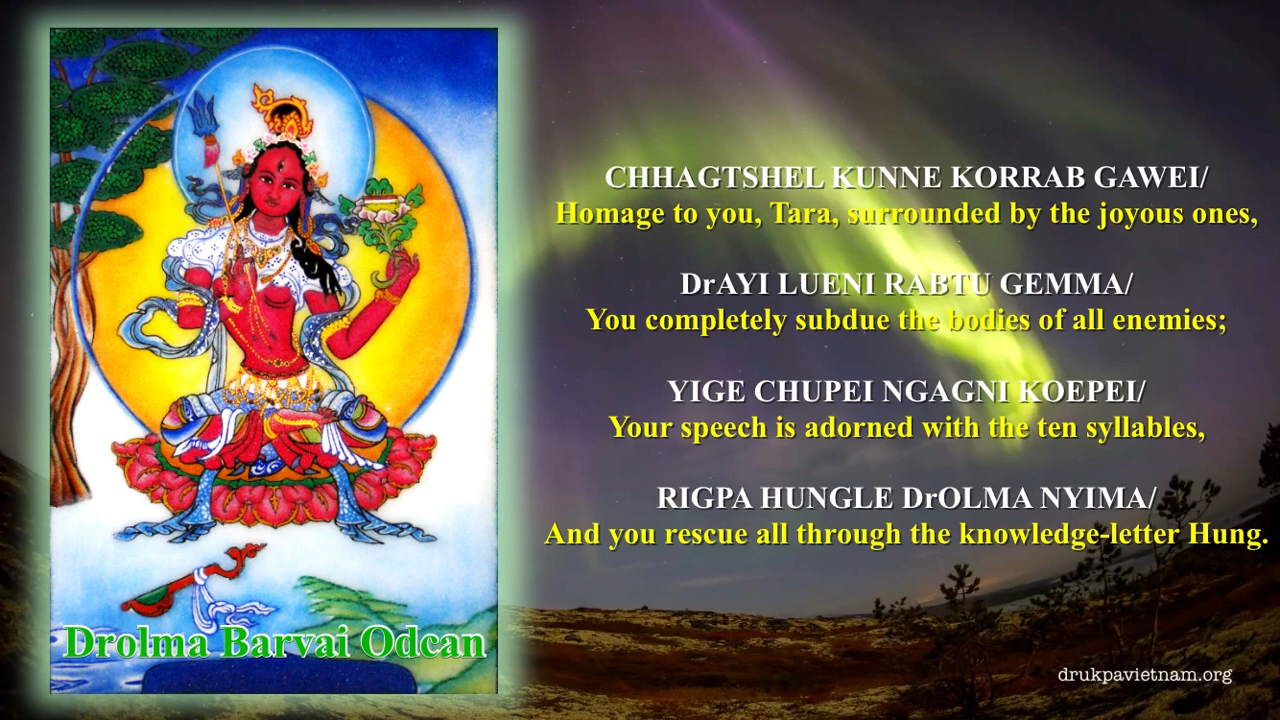 CHHAGTSHEL KUNNE KORRAB GAWEI/
Homage to you, Tara, surrounded by the joyous ones,
DrAYI LUENI RABTU GEMMA/
You completely subdue the bodies of all enemies;
YIGE CHUPEI NGAGNI KOEPEI/
Your speech is adorned with the ten syllables,
RIGPA HUNGLE DrOLMA NYIMA/
And you rescue all through the knowledge-letter Hung.
Drolma Barvai Odcan
drukpavietnam.org